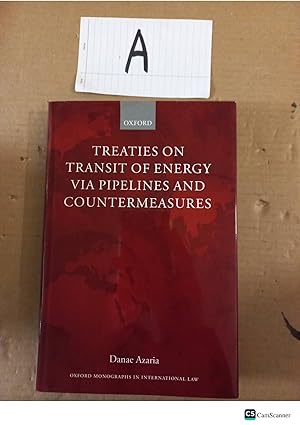 A
OXFORD
TREATIES ON
TRANSIT OF ENERGY
VIA PIPELINES AND
COUNTERMEASURES
Danae Azaria
OXFORD MONOGRAPHS IN INTERNATIONAL LAW
CS CamScanner